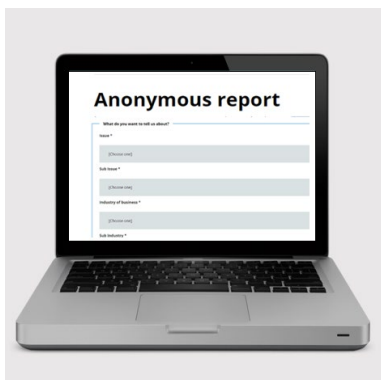 Anonymous report
What do you want to tell us about?
Issue *
[Choose one]
Sub issue *
[Choose one]
Industry of business *
[Choose one]
Sub-industry *